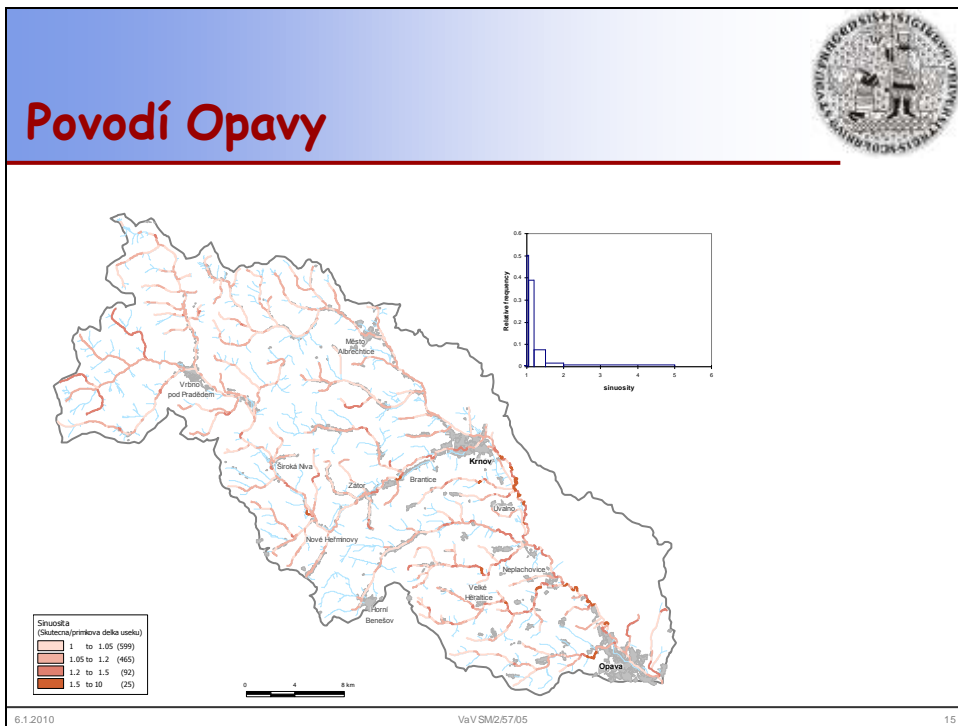 Povodí Opavy
0.6
0.5
0.4
0.3
0.2
0.1
0
Relative frequency
1 2 3 4 5 6
sinuosity
Město
Albrechtice
Vrbno
pod Pradědem
Krnov
Široká Niva
Zátor
Brantice
Úvalno
Nové Heřminovy
Neplachovice
Velké
Heraltice
Horní
Benešov
Opava
Sinuosita
(Skutecna/primkova delka useku)
1 to 1.05 (599)
1.05 to 1.2 (465)
1.2 to 1.5 (92)
1.5 to 10 (25)
0 4 8 km
6.1.2010 VaV SM/2/57/05 15